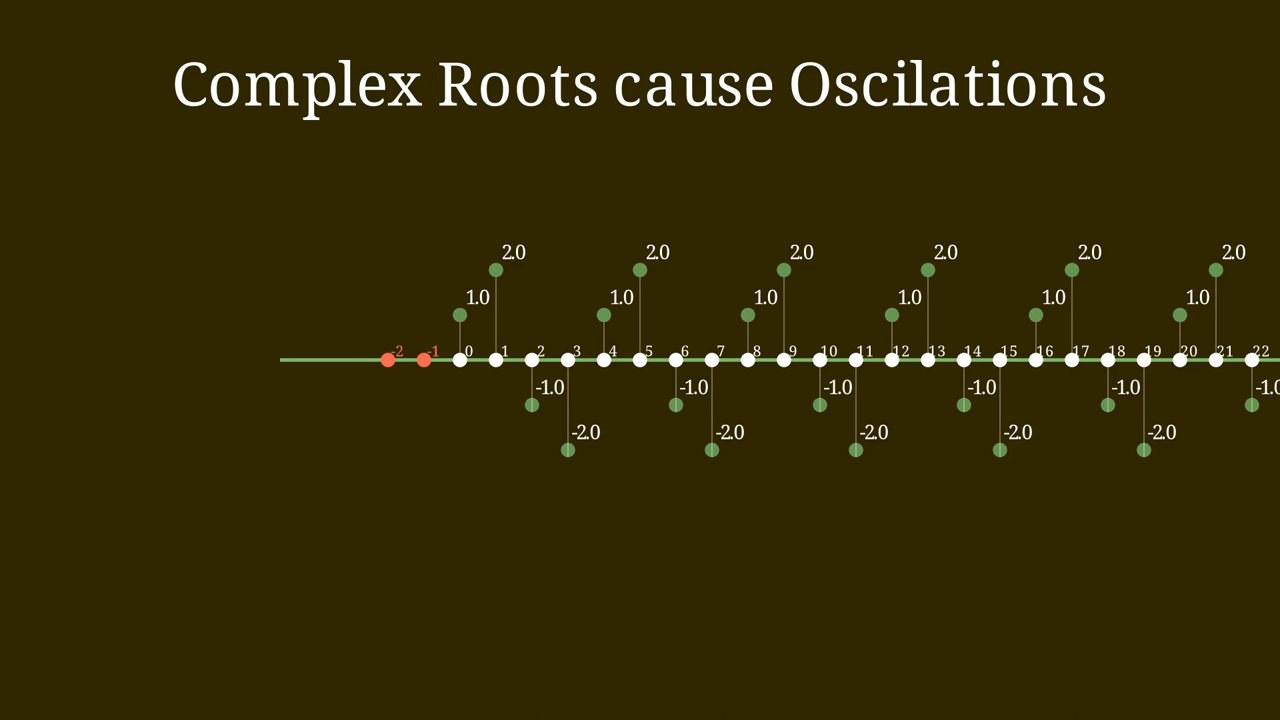 Complex Roots cause Oscilations
2.0 2.0 2.0 2.0 2.0 2.0
1.0 1.0 1.0 1.0 1.0 1.0
-2 -1 0 1 2 3 4 5 6 7 8 9 10 11 12 13 14 15 16 17 18 19 20 21 22
-1.0 -1.0 -1.0 -1.0 -1.0 -1.0
-2.0 -2.0 -2.0 -2.0 -2.0